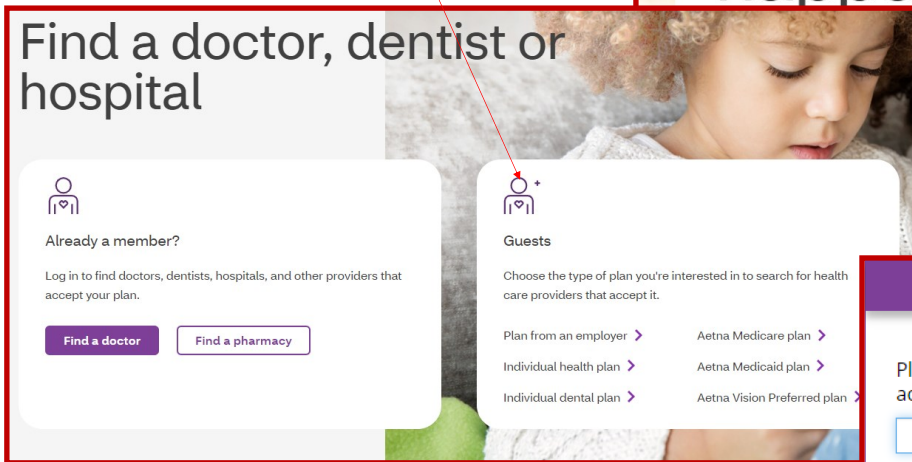 Find a doctor, dentist or
hospital
Already a member?
Log in to find doctors, dentists, hospitals, and other providers that
accept your plan.
Find a doctor
Find a pharmacy
Guests
Choose the type of plan you're interested in to search for health
care providers that accept it.
Plan from an employer
Aetna Medicare plan
Individual health plan
Aetna Medicaid plan
Individual dental plan
Aetna Vision Preferred plan